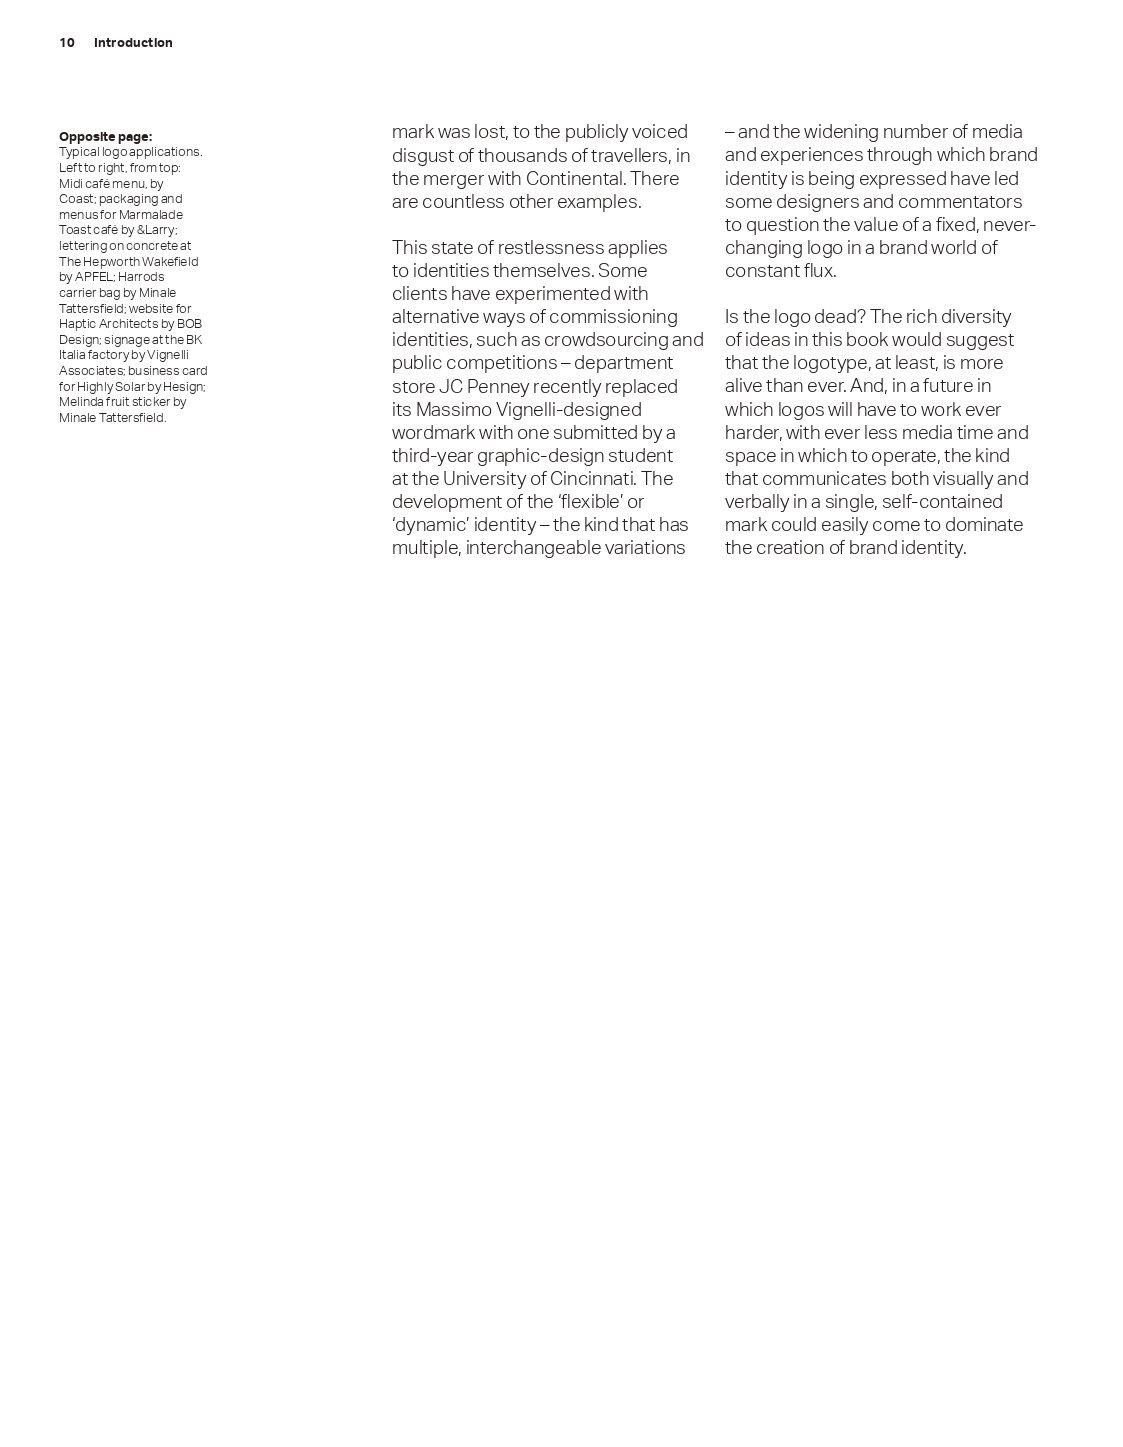 10 Introduction
Opposite page:
Typical logo applications.
Left to right, from top:
Midi café menu, by
Coast; packaging and
menus for Marmalade
Toast café by &Larry;
lettering on concrete at
The Hepworth Wakefield
by APFEL; Harrods
carrier bag by Minale
Tattersfield; website for
Haptic Architects by BOB
Design; signage at the BK
Italia factory by Vignelli
Associates; business card
for Highly Solar by Hesign;
Melinda fruit sticker by
Minale Tattersfield.
mark was lost, to the publicly voiced
disgust of thousands of travellers, in
the merger with Continental. There
are countless other examples.
This state of restlessness applies
to identities themselves. Some
clients have experimented with
alternative ways of commissioning
identities, such as crowdsourcing and
public competitions – department
store JC Penney recently replaced
its Massimo Vignelli-designed
wordmark with one submitted by a
third-year graphic-design student
at the University of Cincinnati. The
development of the ‘flexible’ or
‘dynamic’ identity – the kind that has
multiple, interchangeable variations
– and the widening number of media
and experiences through which brand
identity is being expressed have led
some designers and commentators
to question the value of a fixed, never-
changing logo in a brand world of
constant flux.
Is the logo dead? The rich diversity
of ideas in this book would suggest
that the logotype, at least, is more
alive than ever. And, in a future in
which logos will have to work ever
harder, with ever less media time and
space in which to operate, the kind
that communicates both visually and
verbally in a single, self-contained
mark could easily come to dominate
the creation of brand identity.